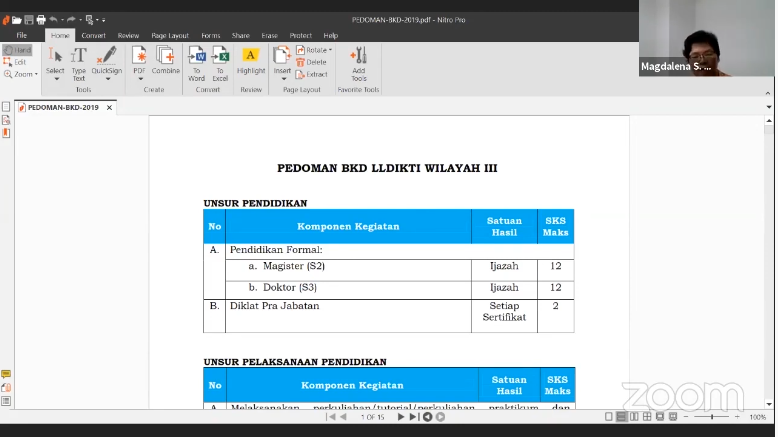 PEDOMAN-BKD-2019.pdf - Nitro Pro
File Home Convert Review Page Layout Forms Share Erase Protect Help
Magdalena S. ...
Hand
Edit
Zoom
Select
Type Text
QuickSign
Tools
PDF
Combine
Create
To Word
To Excel
Convert
Highlight
Review
Insert
Rotate
Delete
Extract
Page Layout
Add Tools
Favorite Tools
PEDOMAN-BKD-2019
PEDOMAN BKD LLDIKTI WILAYAH III
UNSUR PENDIDIKAN
No Komponen Kegiatan Satuan Hasil SKS Maks
A. Pendidikan Formal:
a. Magister (S2) Ijazah 12
b. Doktor (S3) Ijazah 12
B. Diklat Pra Jabatan Setiap Sertifikat 2
UNSUR PELAKSANAAN PENDIDIKAN
No Komponen Kegiatan Satuan Hasil SKS Maks
A Melaksanakan perkuliahan/tutorial/perkuliahan praktikum dan
zoom
1 OF 15
100%